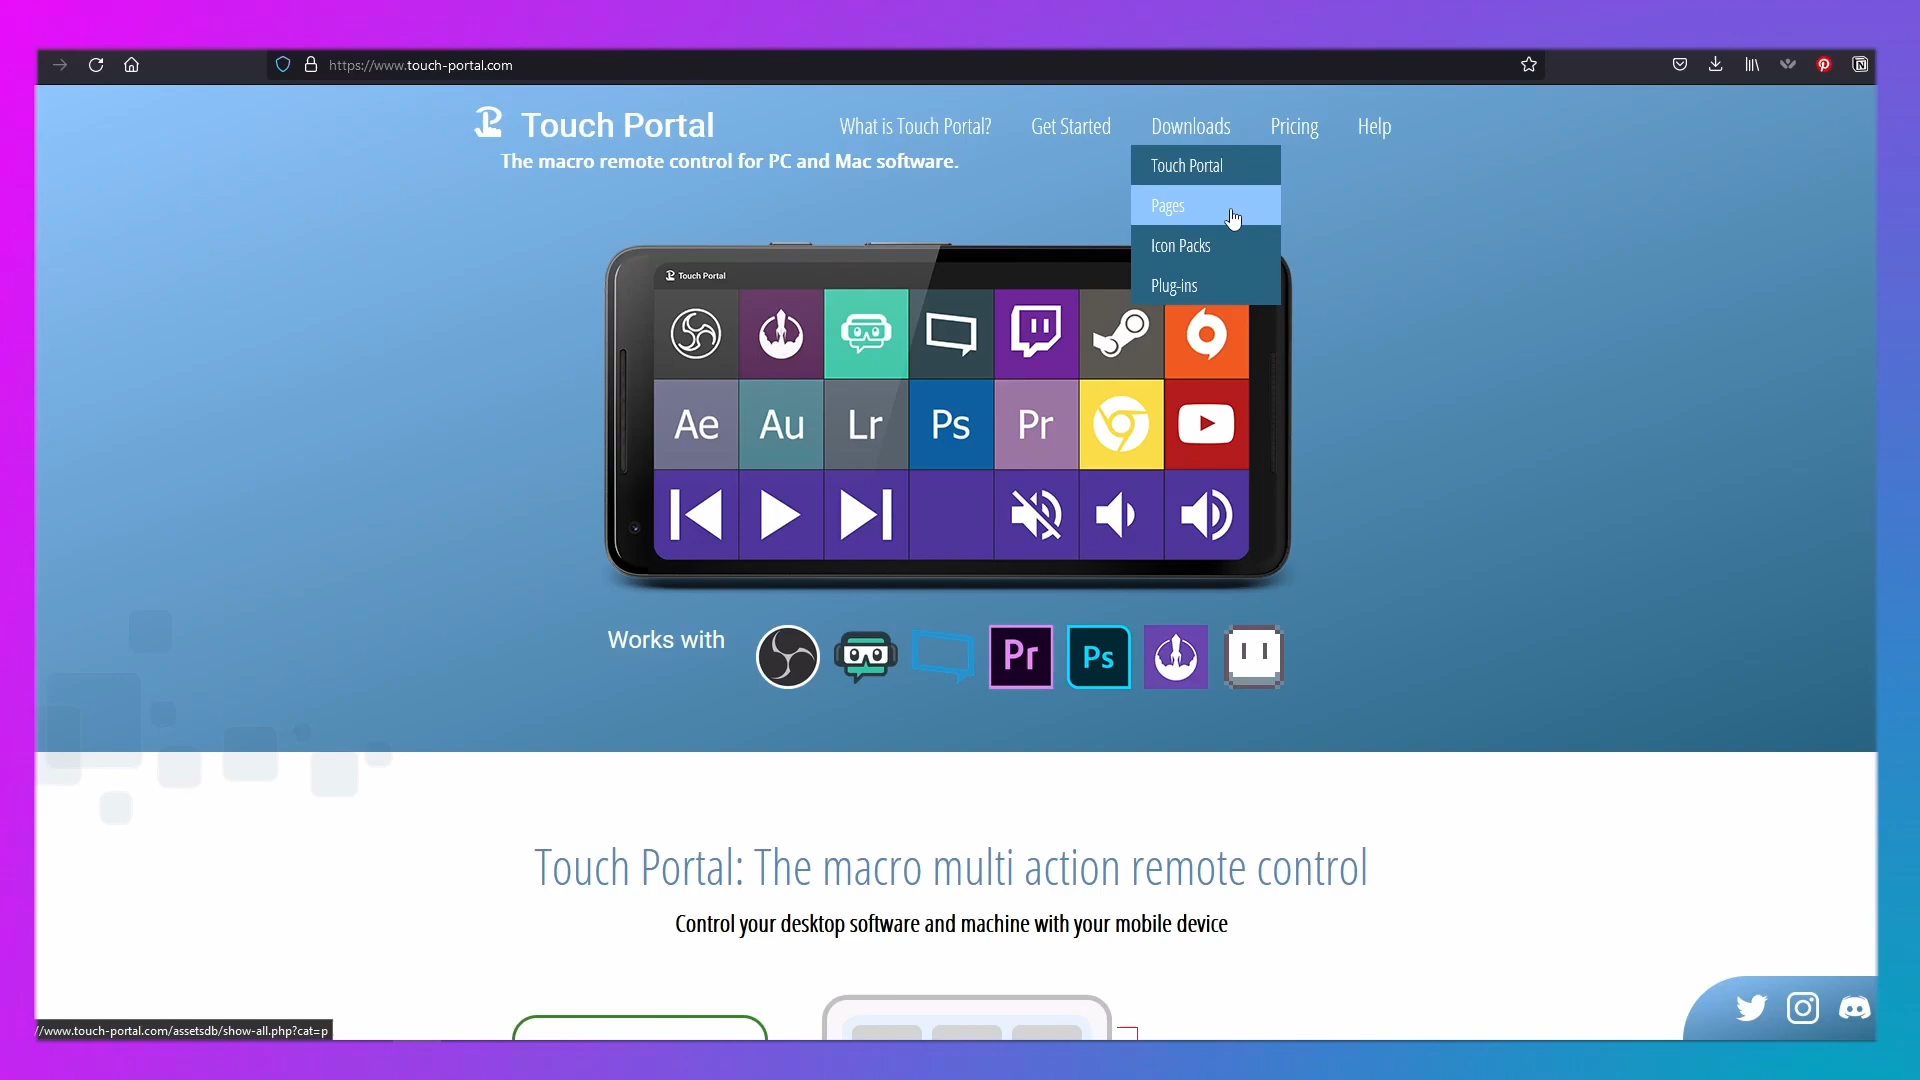 https://www.touch-portal.com
Touch Portal
The macro remote control for PC and Mac software.
What is Touch Portal?
Get Started
Downloads
Pricing
Help
Touch Portal
Pages
Icon Packs
Plug-ins
Touch Portal
Ae Au Lr Ps Pr
Works with
Pr
Ps
Touch Portal: The macro multi action remote control
Control your desktop software and machine with your mobile device
//www.touch-portal.com/assetsdb/show-all.php?cat=p